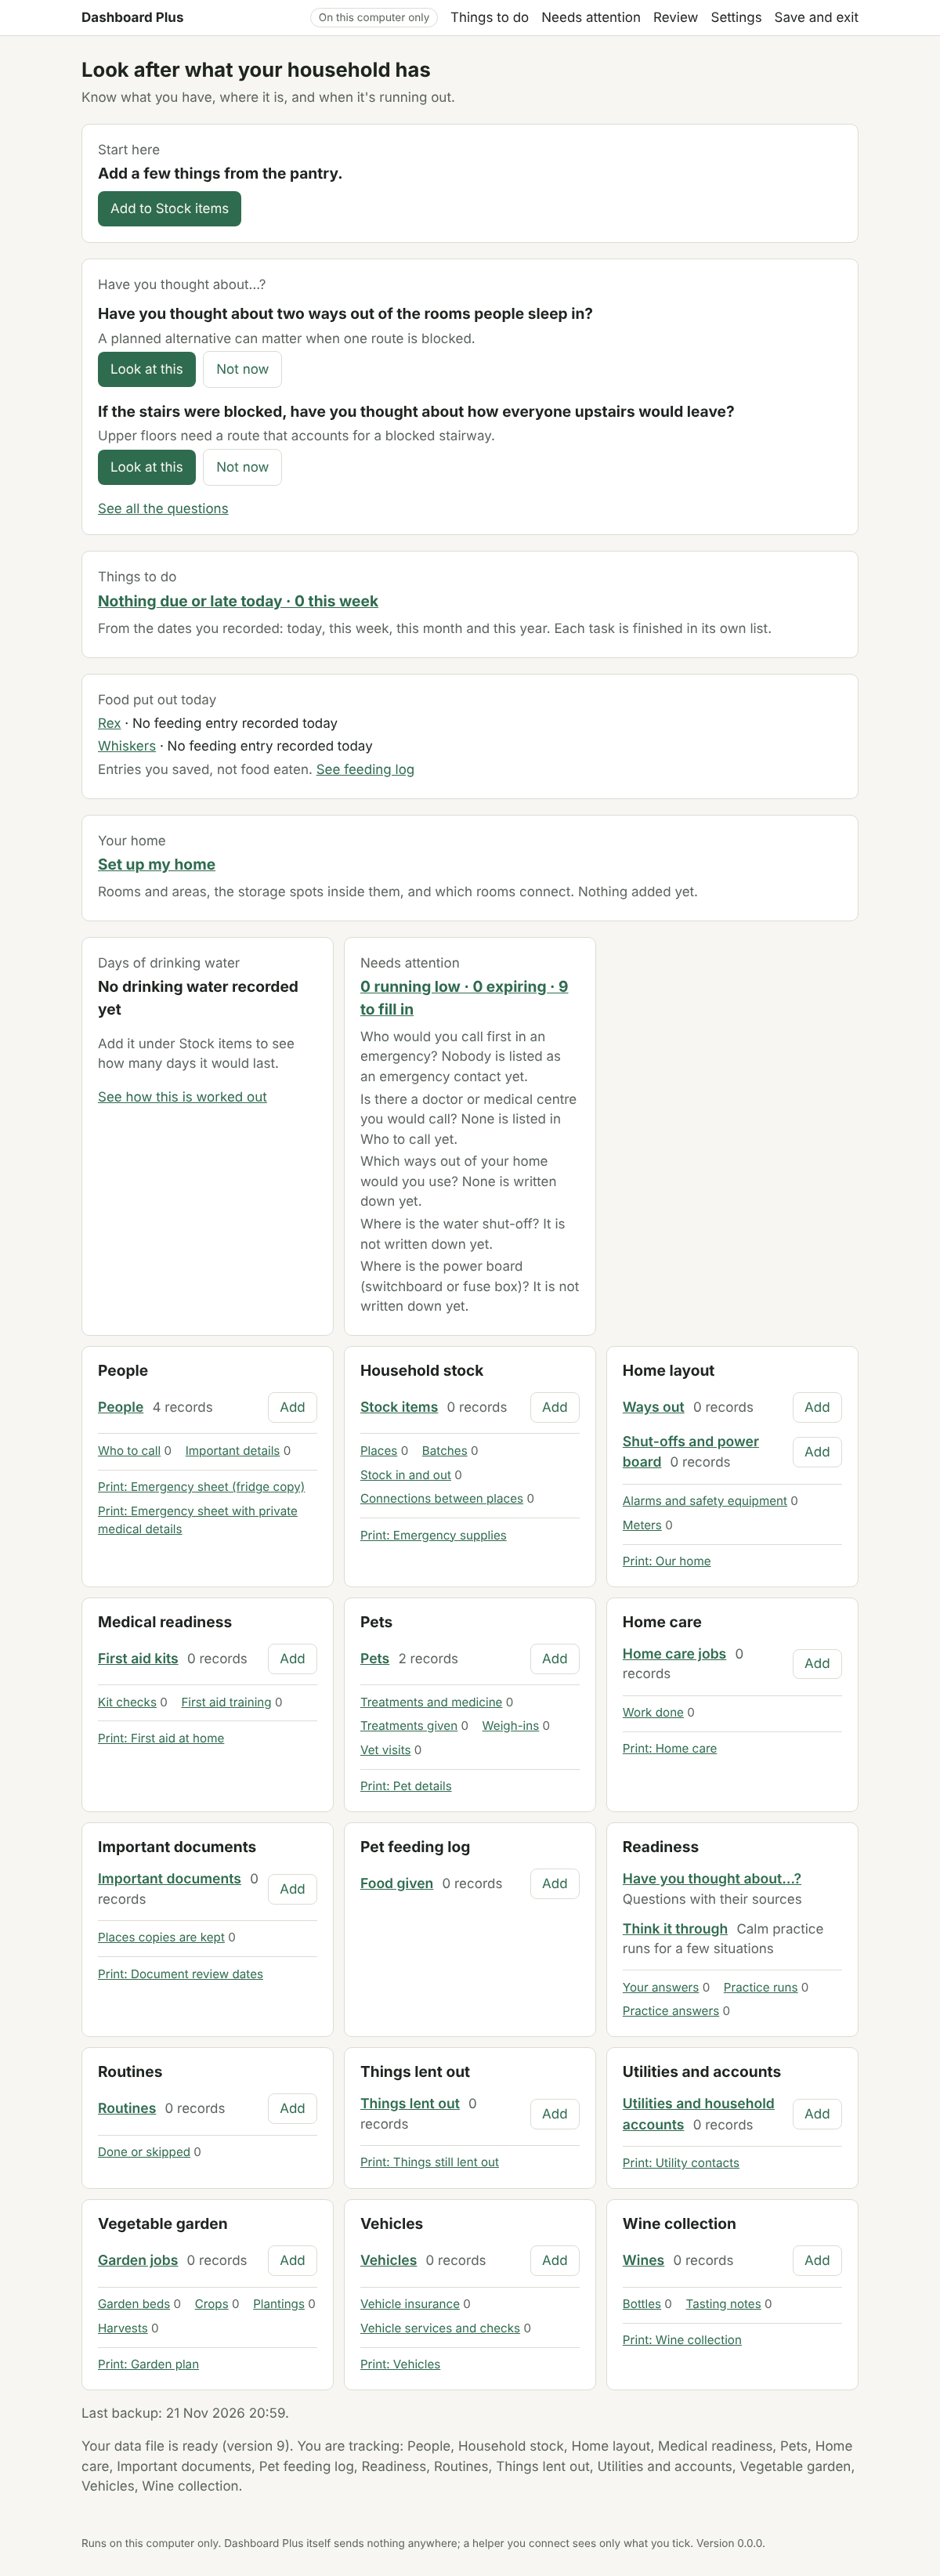 Dashboard Plus
On this computer only
Things to do
Needs attention
Review
Settings
Save and exit
Look after what your household has
Know what you have, where it is, and when it's running out.
Start here
Add a few things from the pantry.
Add to Stock items
Have you thought about...?
Have you thought about two ways out of the rooms people sleep in?
A planned alternative can matter when one route is blocked.
Look at this
Not now
If the stairs were blocked, have you thought about how everyone upstairs would leave?
Upper floors need a route that accounts for a blocked stairway.
Look at this
Not now
See all the questions
Things to do
Nothing due or late today · 0 this week
From the dates you recorded: today, this week, this month and this year. Each task is finished in its own list.
Food put out today
Rex · No feeding entry recorded today
Whiskers · No feeding entry recorded today
Entries you saved, not food eaten. See feeding log
Your home
Set up my home
Rooms and areas, the storage spots inside them, and which rooms connect. Nothing added yet.
Days of drinking water
No drinking water recorded
yet
Add it under Stock items to see
how many days it would last.
See how this is worked out
Needs attention
0 running low · 0 expiring · 9
to fill in
Who would you call first in an
emergency? Nobody is listed as
an emergency contact yet.
Is there a doctor or medical centre
you would call? None is listed in
Who to call yet.
Which ways out of your home
would you use? None is written
down yet.
Where is the water shut-off? It is
not written down yet.
Where is the power board
(switchboard or fuse box)? It is not
written down yet.
People
People 4 records
Add
Who to call 0 Important details 0
Print: Emergency sheet (fridge copy)
Print: Emergency sheet with private
medical details
Household stock
Stock items 0 records
Add
Places 0 Batches 0
Stock in and out 0
Connections between places 0
Print: Emergency supplies
Home layout
Ways out 0 records
Add
Shut-offs and power
board 0 records
Add
Alarms and safety equipment 0
Meters 0
Print: Our home
Medical readiness
First aid kits 0 records
Add
Kit checks 0 First aid training 0
Print: First aid at home
Pets
Pets 2 records
Add
Treatments and medicine 0
Treatments given 0 Weigh-ins 0
Vet visits 0
Print: Pet details
Home care
Home care jobs 0
records
Add
Work done 0
Print: Home care
Important documents
Important documents 0
records
Add
Places copies are kept 0
Print: Document review dates
Pet feeding log
Food given 0 records
Add
Readiness
Have you thought about...?
Questions with their sources
Think it through Calm practice
runs for a few situations
Your answers 0 Practice runs 0
Practice answers 0
Routines
Routines 0 records
Add
Done or skipped 0
Things lent out
Things lent out 0
records
Add
Print: Things still lent out
Utilities and accounts
Utilities and household
accounts 0 records
Add
Print: Utility contacts
Vegetable garden
Garden jobs 0 records
Add
Garden beds 0 Crops 0 Plantings 0
Harvests 0
Print: Garden plan
Vehicles
Vehicles 0 records
Add
Vehicle insurance 0
Vehicle services and checks 0
Print: Vehicles
Wine collection
Wines 0 records
Add
Bottles 0 Tasting notes 0
Print: Wine collection
Last backup: 21 Nov 2026 20:59.
Your data file is ready (version 9). You are tracking: People, Household stock, Home layout, Medical readiness, Pets, Home
care, Important documents, Pet feeding log, Readiness, Routines, Things lent out, Utilities and accounts, Vegetable garden,
Vehicles, Wine collection.
Runs on this computer only. Dashboard Plus itself sends nothing anywhere; a helper you connect sees only what you tick. Version 0.0.0.